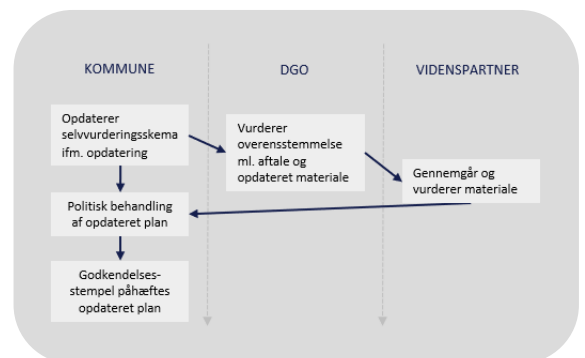 KOMMUNE
DGO
VIDENSPARTNER
Opdaterer
selvvurderingsskema
ifm. opdatering
Vurderer
overensstemmelse
ml. aftale og
opdateret materiale
Gennemgår og
vurderer materiale
Politisk behandling
af opdateret plan
Godkendelses-
stempel påhæftes
opdateret plan